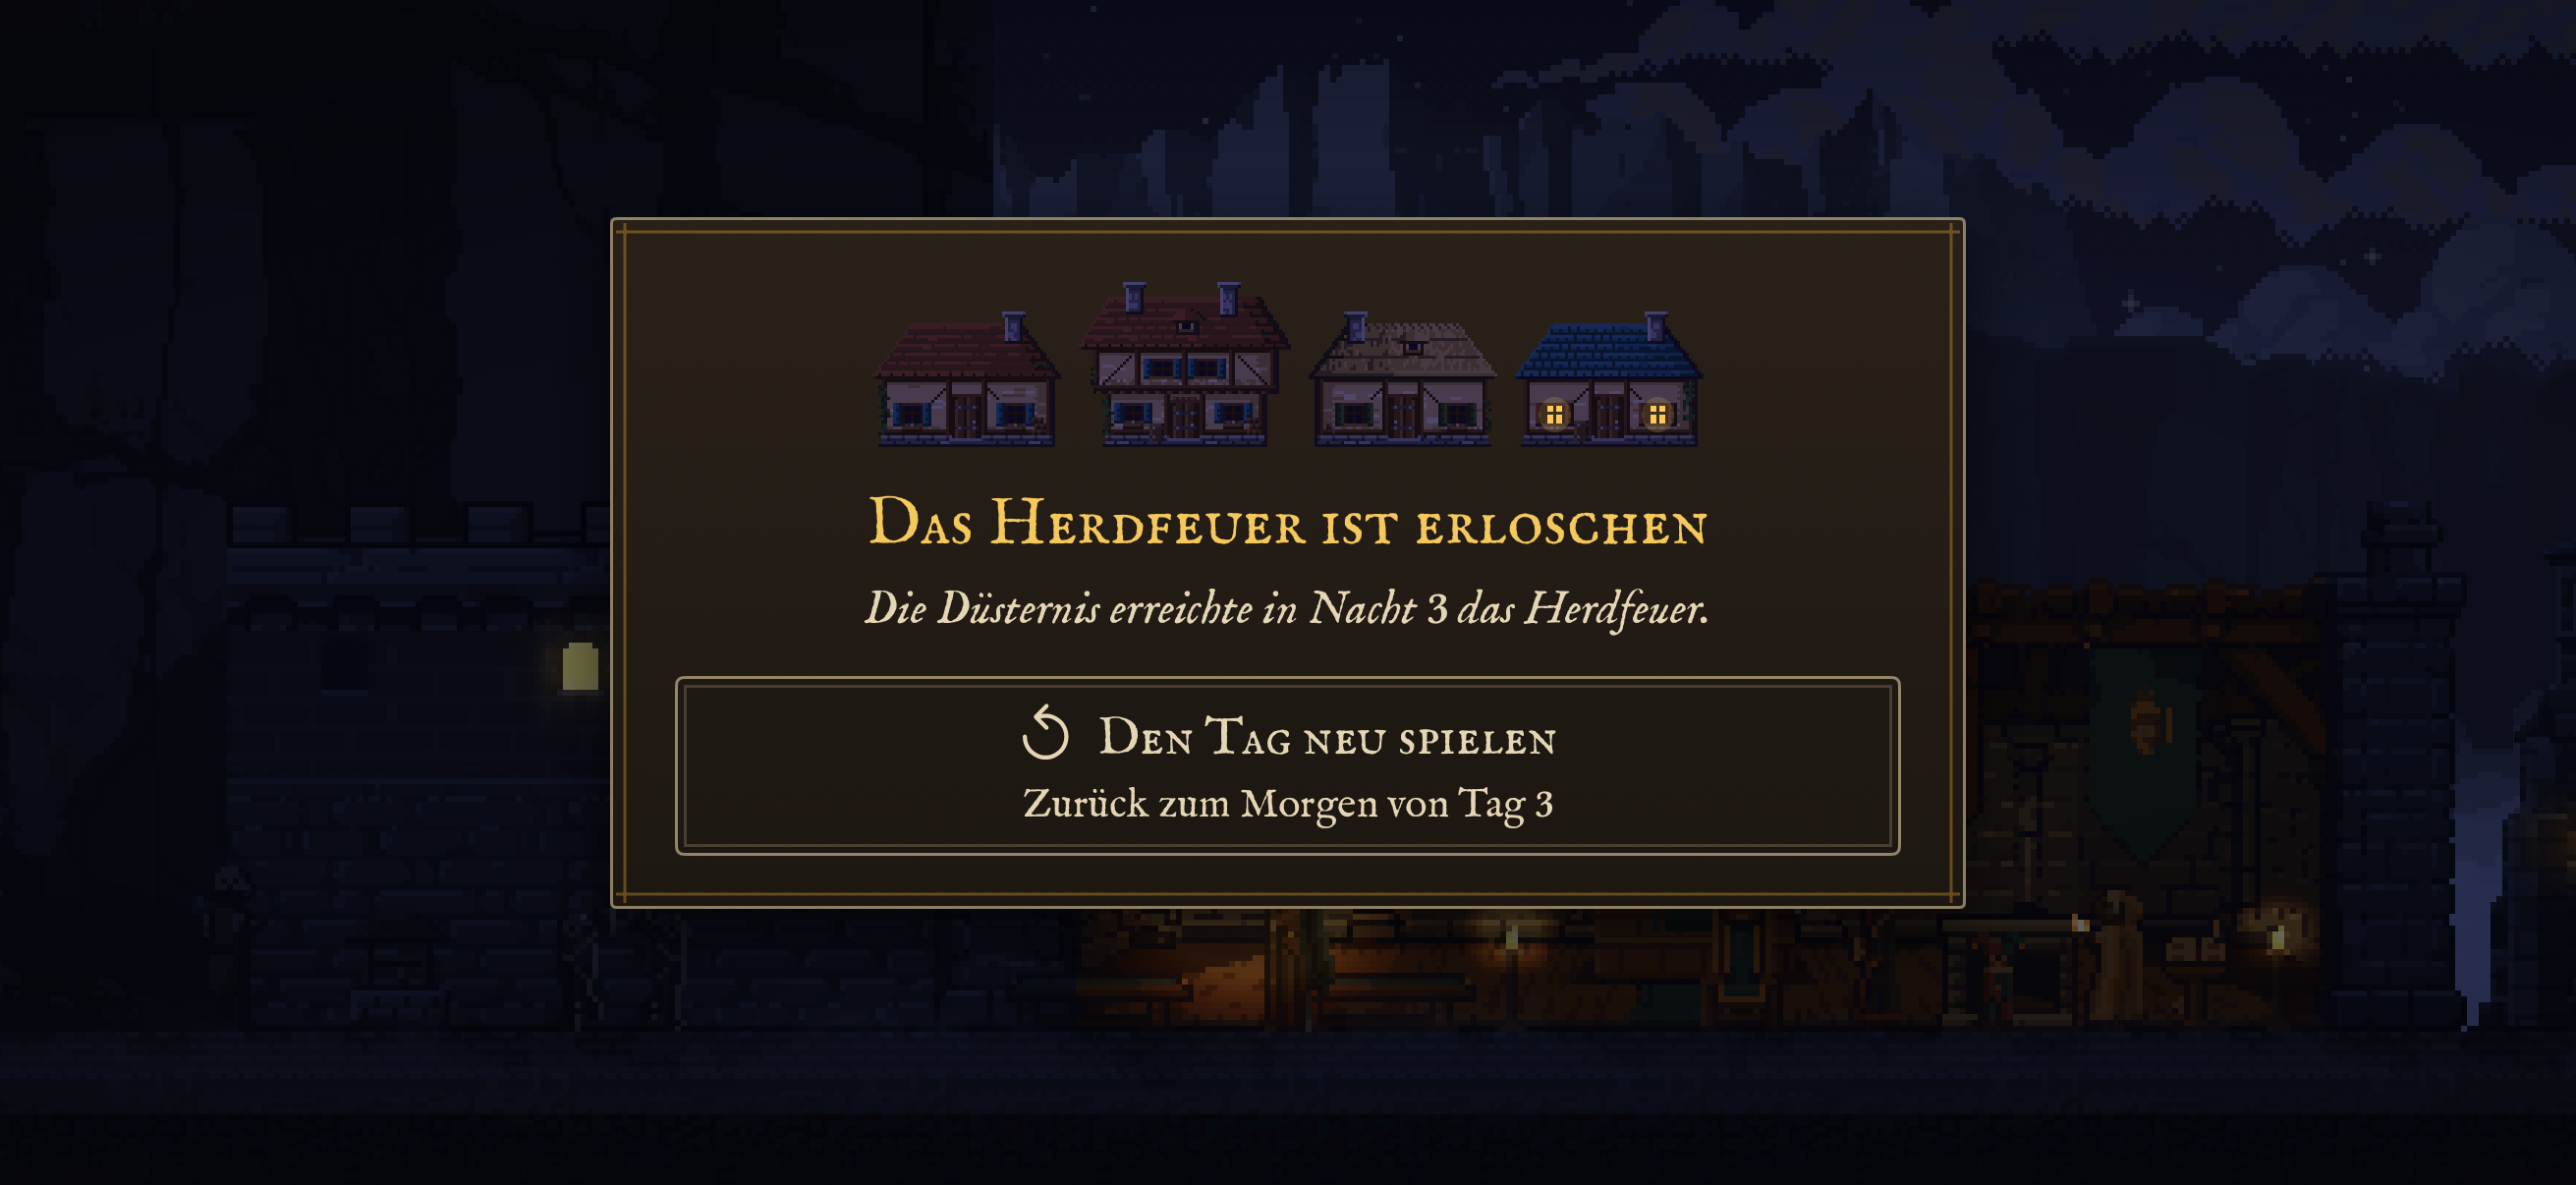 Das Herdfeuer ist erloschen
Die Düsternis erreichte in Nacht 3 das Herdfeuer.
Den Tag neu spielen
Zurück zum Morgen von Tag 3